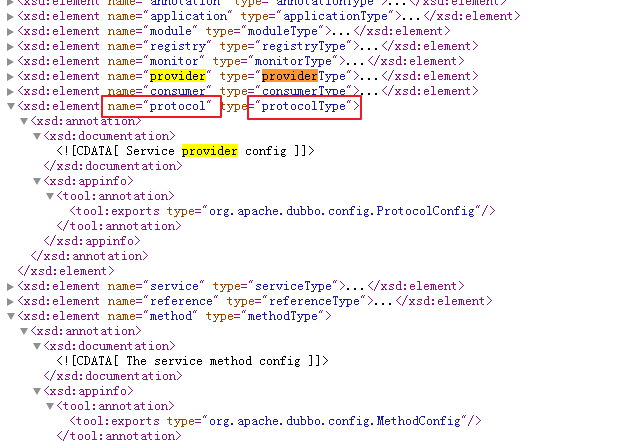 <xsd:element name="annotation" type="annotationType">...</xsd:element>
<xsd:element name="application" type="applicationType">...</xsd:element>
<xsd:element name="module" type="moduleType">...</xsd:element>
<xsd:element name="registry" type="registryType">...</xsd:element>
<xsd:element name="monitor" type="monitorType">...</xsd:element>
<xsd:element name="provider" type="providerType">...</xsd:element>
<xsd:element name="consumer" type="consumerType">...</xsd:element>
<xsd:element name="protocol" type="protocolType">
<xsd:annotation>
<xsd:documentation>
<![CDATA[ Service provider config ]]>
</xsd:documentation>
<xsd:appinfo>
<tool:annotation>
<tool:exports type="org.apache.dubbo.config.ProtocolConfig"/>
</tool:annotation>
</xsd:appinfo>
</xsd:annotation>
</xsd:element>
<xsd:element name="service" type="serviceType">...</xsd:element>
<xsd:element name="reference" type="referenceType">...</xsd:element>
<xsd:element name="method" type="methodType">
<xsd:annotation>
<xsd:documentation>
<![CDATA[ The service method config ]]>
</xsd:documentation>
<xsd:appinfo>
<tool:annotation>
<tool:exports type="org.apache.dubbo.config.MethodConfig"/>
</tool:annotation>